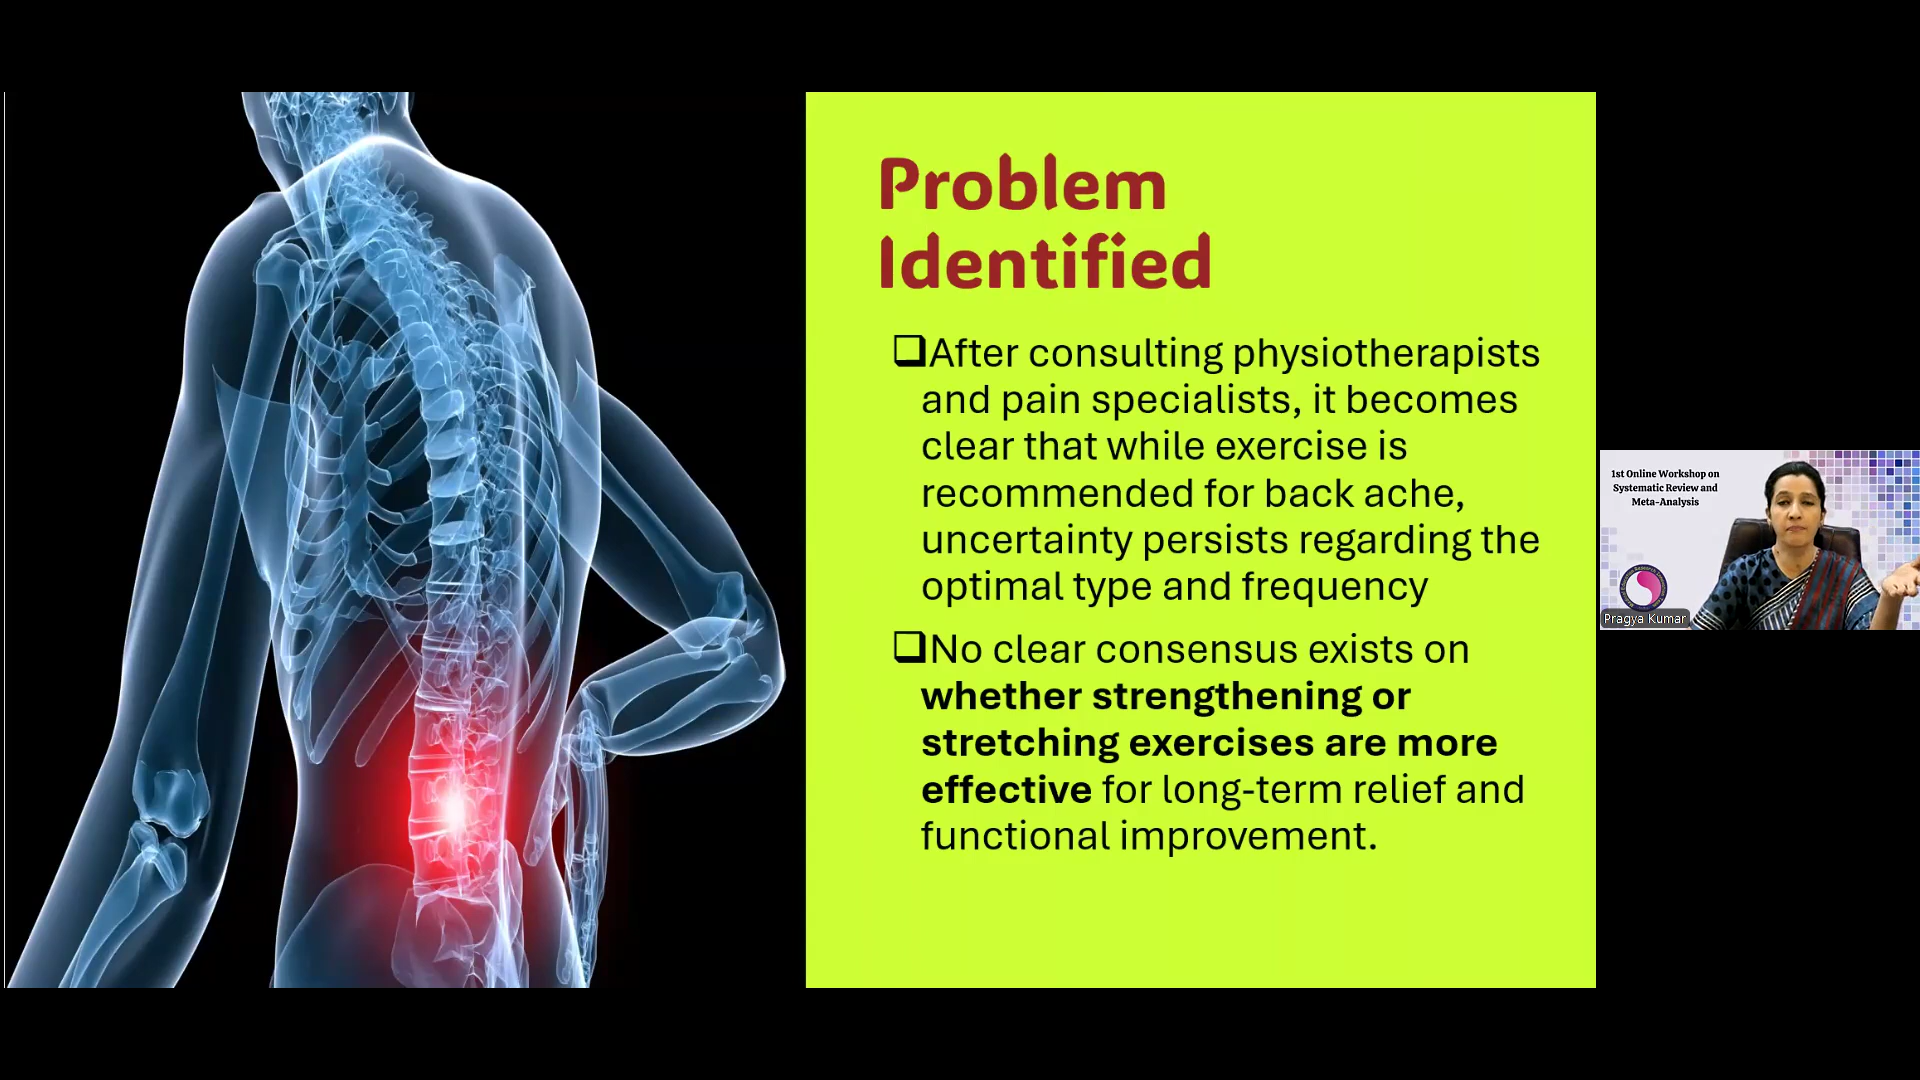 Problem
Identified
❑After consulting physiotherapists
and pain specialists, it becomes
clear that while exercise is
recommended for back ache,
uncertainty persists regarding the
optimal type and frequency
❑No clear consensus exists on
whether strengthening or
stretching exercises are more
effective for long-term relief and
functional improvement.
1st Online Workshop on
Systematic Review and
Meta-Analysis
Pragya Kumar